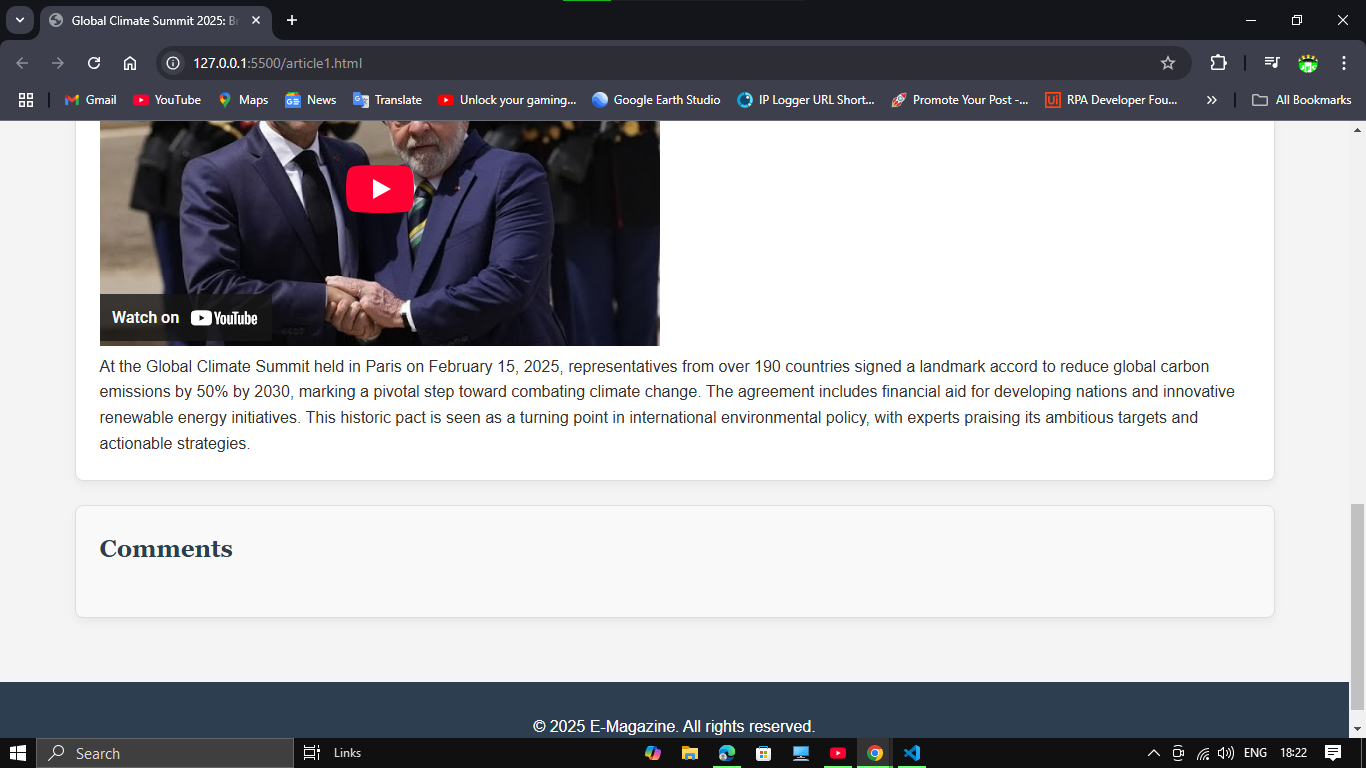 Global Climate Summit 2025: Br
127.0.0.1:5500/article1.html
Gmail
YouTube
Maps
News
Translate
Unlock your gaming...
Google Earth Studio
IP Logger URL Short...
Promote Your Post -...
RPA Developer Fou...
All Bookmarks
Watch on YouTube
At the Global Climate Summit held in Paris on February 15, 2025, representatives from over 190 countries signed a landmark accord to reduce global carbon
emissions by 50% by 2030, marking a pivotal step toward combating climate change. The agreement includes financial aid for developing nations and innovative
renewable energy initiatives. This historic pact is seen as a turning point in international environmental policy, with experts praising its ambitious targets and
actionable strategies.
Comments
© 2025 E-Magazine. All rights reserved.
Search
Links
ENG
18:22